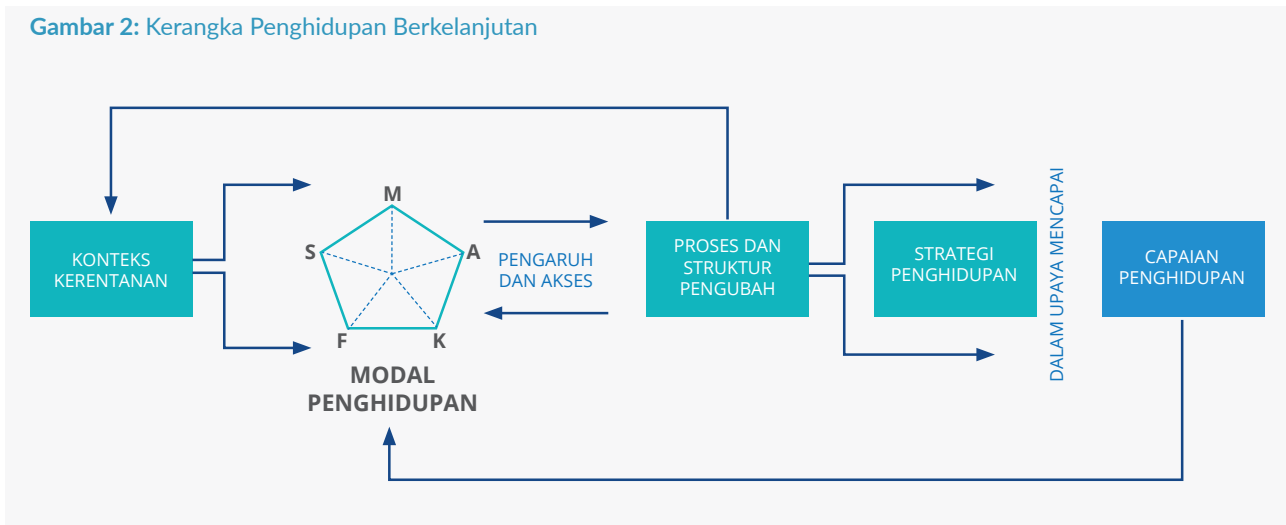 Gambar 2: Kerangka Penghidupan Berkelanjutan
KONTEKS
KERENTANAN
M
S
A
F
K
MODAL
PENGHIDUPAN
PENGARUH
DAN AKSES
PROSES DAN
STRUKTUR
PENGUBAH
STRATEGI
PENGHIDUPAN
DALAM UPAYA MENCAPAI
CAPAIAN
PENGHIDUPAN